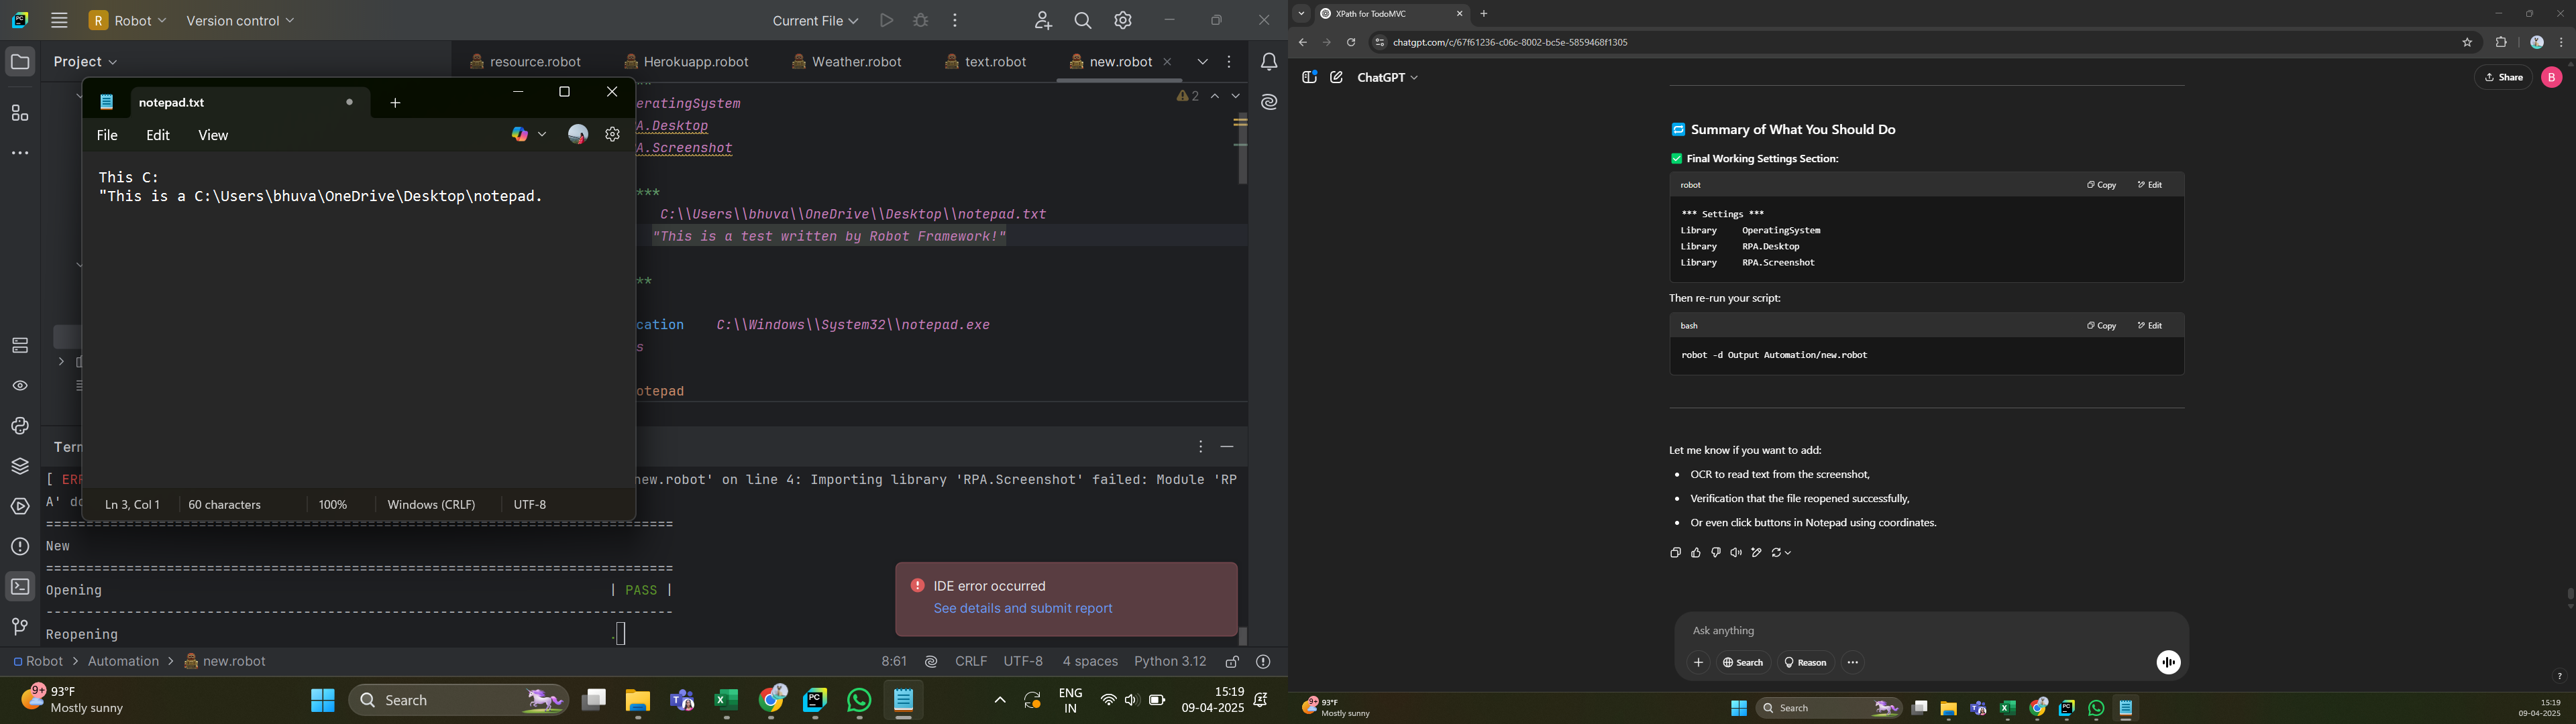 R Robot Version control Current File
Project
resource.robot Herokuapp.robot Weather.robot text.robot new.robot
notepad.txt
File Edit View
This C:
"This is a C:\Users\bhuva\OneDrive\Desktop\notepad.
Ln 3, Col 1 60 characters 100% Windows (CRLF) UTF-8
2
eratingSystem
A.Desktop
A.Screenshot
***
C:\\Users\\bhuva\\OneDrive\\Desktop\\notepad.txt
"This is a test written by Robot Framework!"
**
cation C:\\Windows\\System32\\notepad.exe
s
otepad
Term
[ ERR new.robot' on line 4: Importing library 'RPA.Screenshot' failed: Module 'RP
A' do
==============================================================================
New
==============================================================================
Opening | PASS |
------------------------------------------------------------------------------
Reopening .
IDE error occurred
See details and submit report
Robot > Automation > new.robot 8:61 CRLF UTF-8 4 spaces Python 3.12
9+ 93°F
Mostly sunny
Search
ENG
IN
15:19
09-04-2025
XPath for TodoMVC
chatgpt.com/c/67f61236-c06c-8002-bc5e-5859468f1305
ChatGPT
Share B
Summary of What You Should Do
Final Working Settings Section:
robot Copy Edit
*** Settings ***
Library OperatingSystem
Library RPA.Desktop
Library RPA.Screenshot
Then re-run your script:
bash Copy Edit
robot -d Output Automation/new.robot
Let me know if you want to add:
• OCR to read text from the screenshot,
• Verification that the file reopened successfully,
• Or even click buttons in Notepad using coordinates.
Ask anything
+ Search Reason
?
93°F
Mostly sunny
Search
15:19
09-04-2025